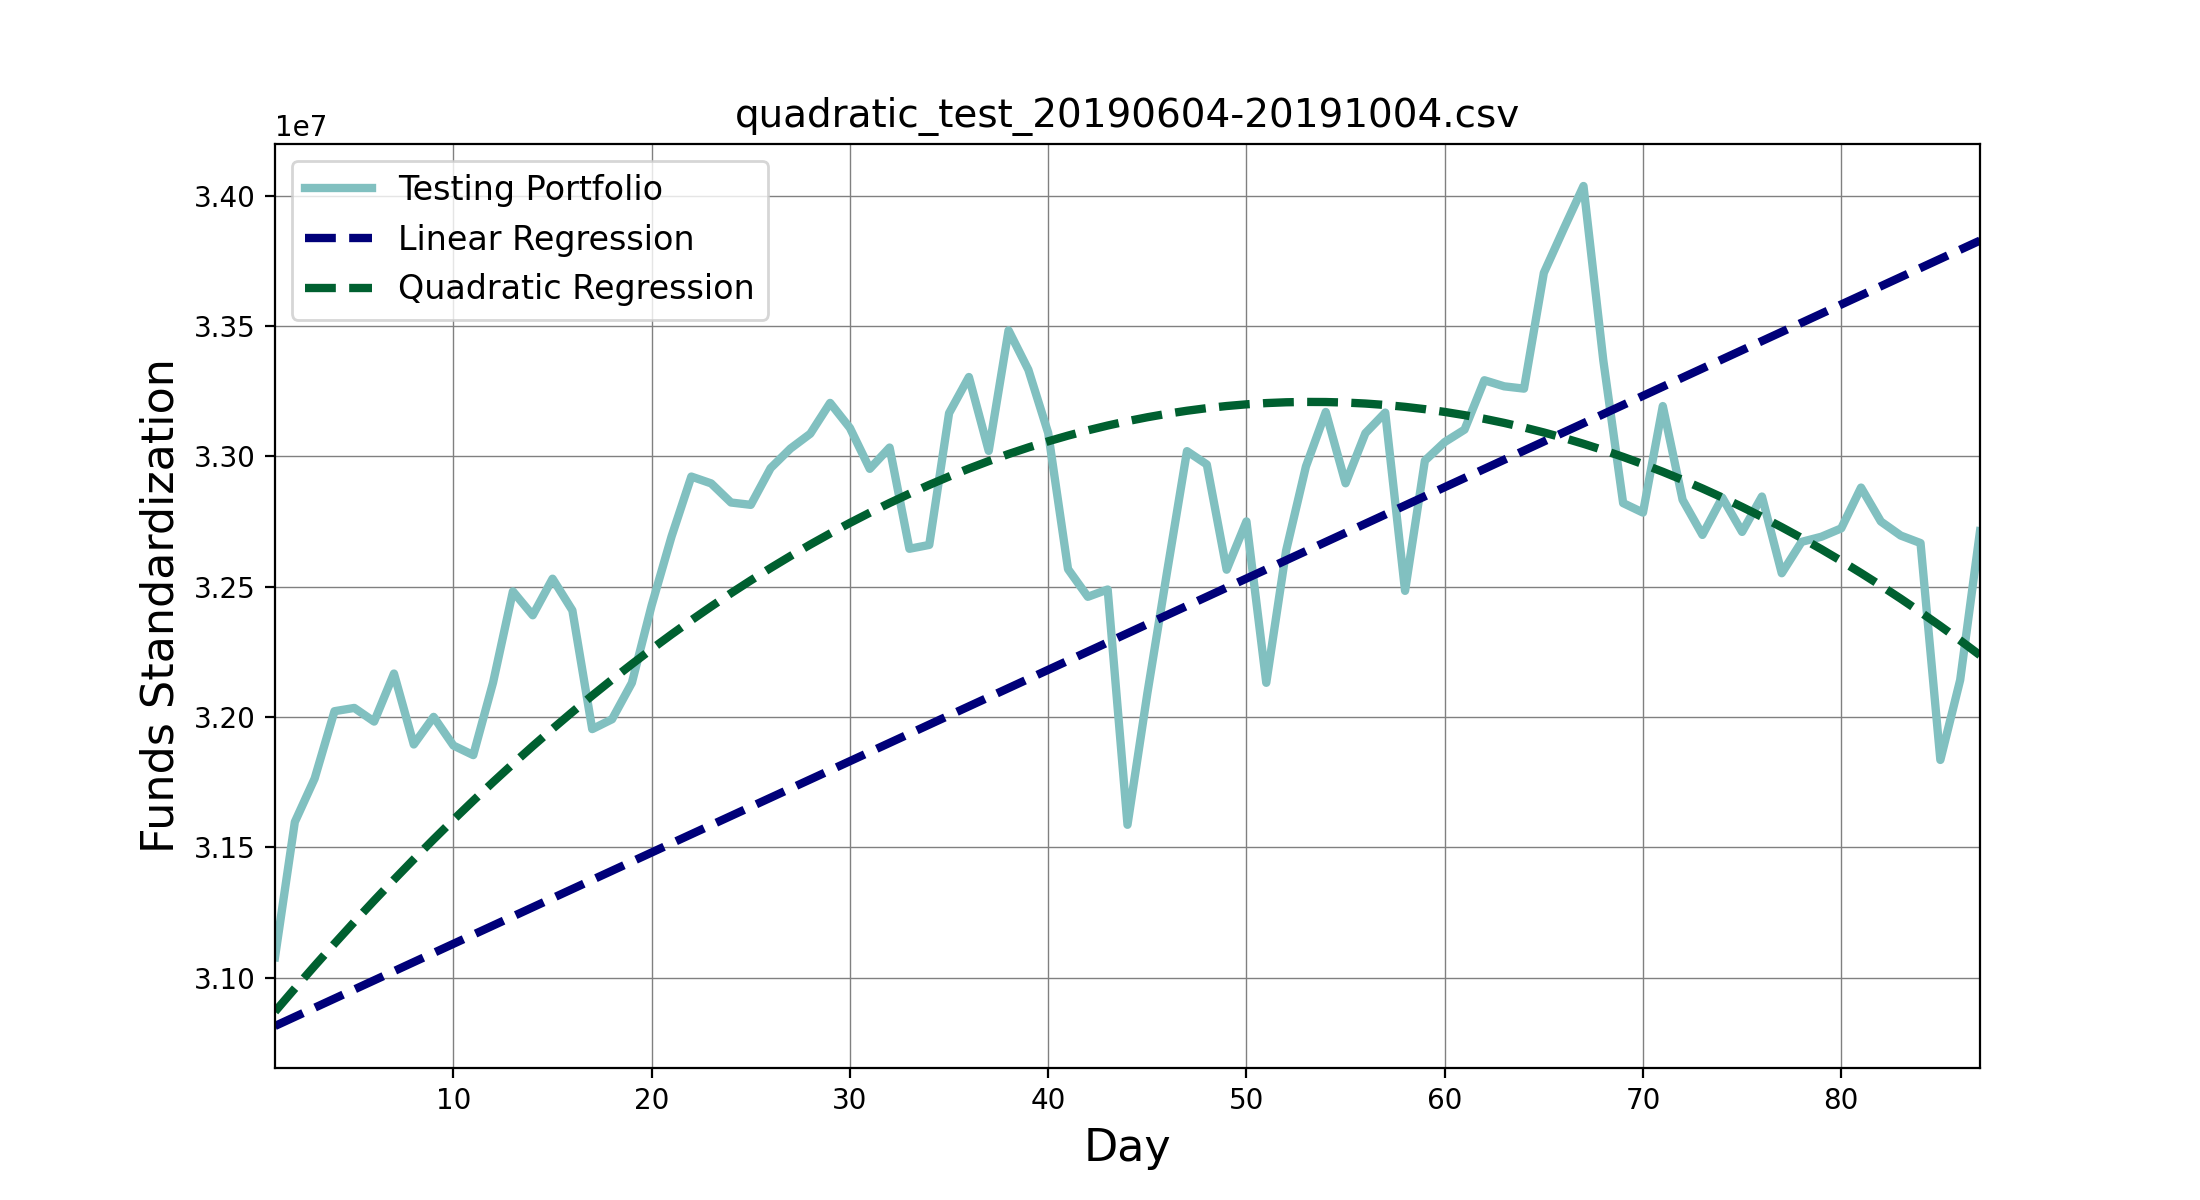 quadratic_test_20190604-20191004.csv
1e7
Testing Portfolio
Linear Regression
Quadratic Regression
3.40
3.35
3.30
3.25
3.20
3.15
3.10
Funds Standardization
10 20 30 40 50 60 70 80
Day